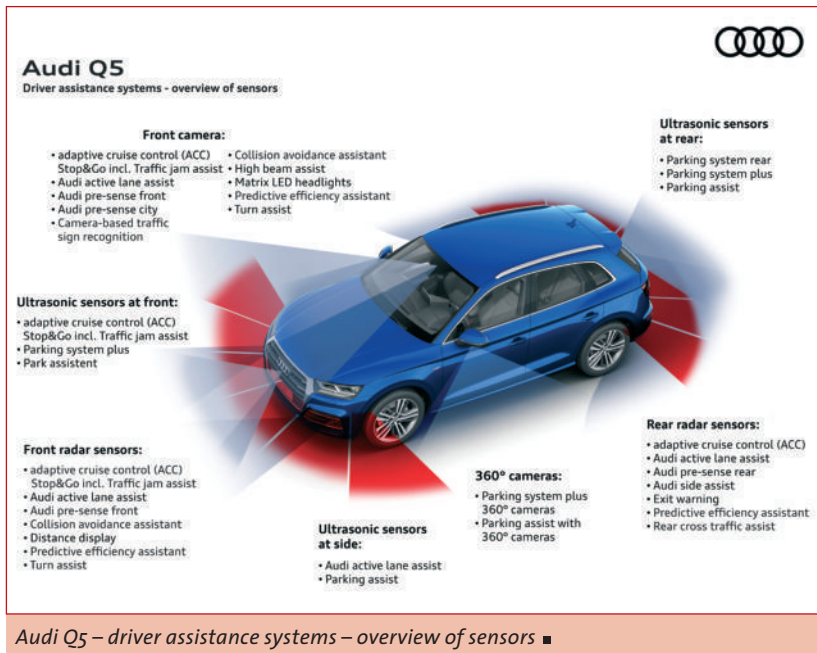 Audi Q5
Driver assistance systems - overview of sensors
Front camera:
• adaptive cruise control (ACC)
Stop&Go incl. Traffic jam assist
• Audi active lane assist
• Audi pre-sense front
• Audi pre-sense city
• Camera-based traffic
sign recognition
• Collision avoidance assistant
• High beam assist
• Matrix LED headlights
• Predictive efficiency assistant
• Turn assist
Ultrasonic sensors
at rear:
• Parking system rear
• Parking system plus
• Parking assist
Ultrasonic sensors at front:
• adaptive cruise control (ACC)
Stop&Go incl. Traffic jam assist
• Parking system plus
• Park assistent
Front radar sensors:
• adaptive cruise control (ACC)
Stop&Go incl. Traffic jam assist
• Audi active lane assist
• Audi pre-sense front
• Collision avoidance assistant
• Distance display
• Predictive efficiency assistant
• Turn assist
Ultrasonic sensors
at side:
• Audi active lane assist
• Parking assist
360° cameras:
• Parking system plus
360° cameras
• Parking assist with
360° cameras
Rear radar sensors:
• adaptive cruise control (ACC)
• Audi active lane assist
• Audi pre-sense rear
• Audi side assist
• Exit warning
• Predictive efficiency assistant
• Rear cross traffic assist
Audi Q5 – driver assistance systems – overview of sensors ■